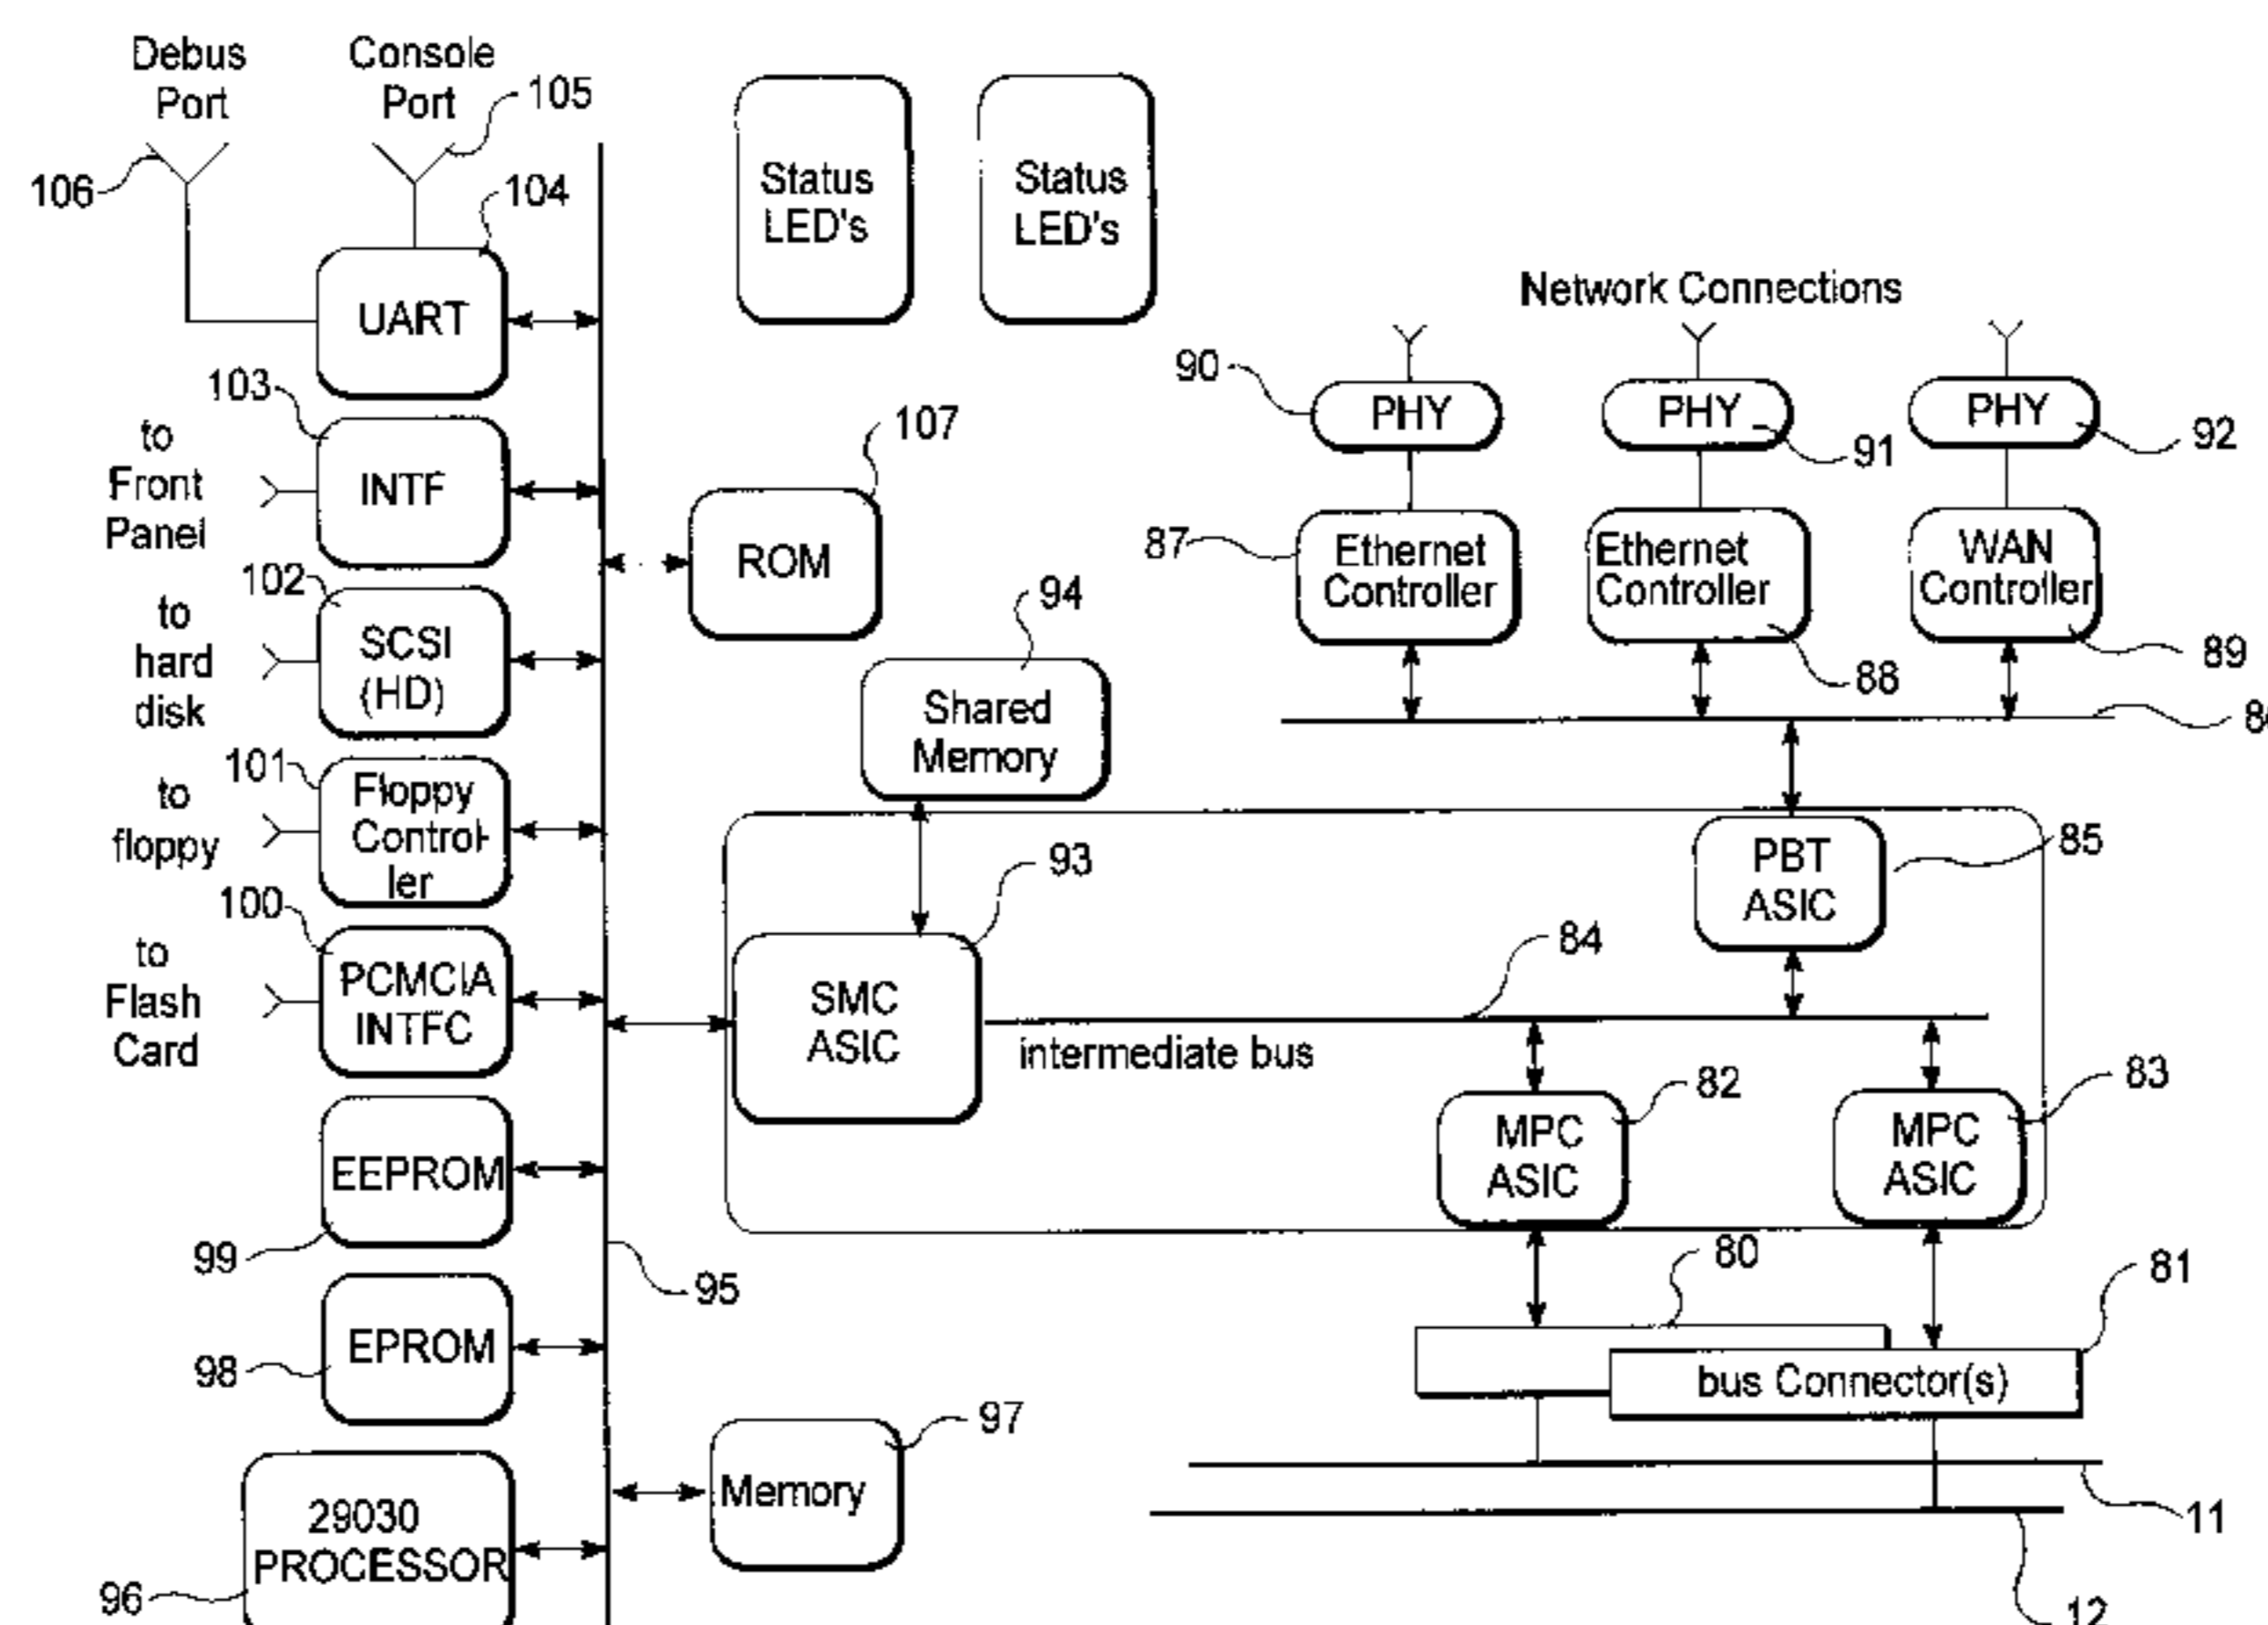 Debus
Port
Console
Port
105
106
104
UART
Status
LED's
Status
LED's
Network Connections
103
to
Front
Panel
INTF
107
ROM
90
PHY
PHY
91
PHY
92
87
Ethernet
Controller
Ethernet
Controller
88
WAN
Controller
89
102
to
hard
disk
SCSI
(HD)
94
Shared
Memory
101
to
floppy
Floppy
Control-
ler
93
PBT
ASIC
85
100
to
Flash
Card
PCMCIA
INTFC
SMC
ASIC
84
intermediate bus
82
MPC
ASIC
83
MPC
ASIC
EEPROM
99
95
80
81
bus Connector(s)
EPROM
98
97
Memory
11
12
29030
PROCESSOR
96